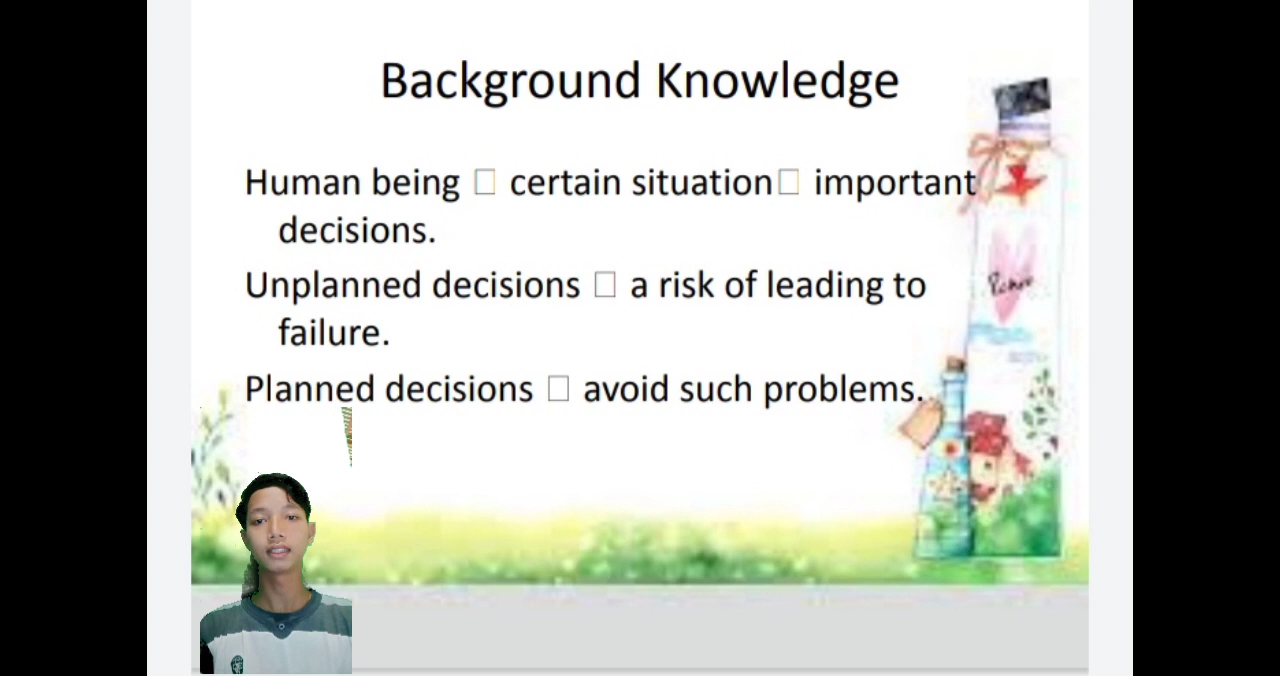 Background Knowledge
Human being □ certain situation□ important
decisions.
Unplanned decisions □ a risk of leading to
failure.
Planned decisions □ avoid such problems.